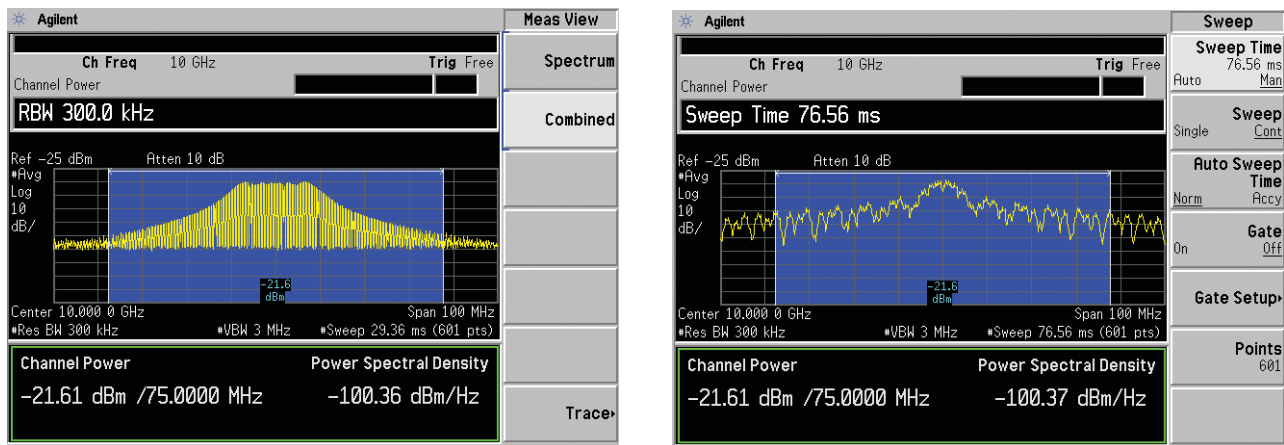 Agilent
Meas View
Ch Freq 10 GHz Trig Free
Channel Power
RBW 300.0 kHz
Ref -25 dBm Atten 10 dB
#Avg
Log
10
dB/
-21.6
dBm
Center 10.000 0 GHz Span 100 MHz
#Res BW 300 kHz #VBW 3 MHz #Sweep 29.36 ms (601 pts)
Channel Power Power Spectral Density
-21.61 dBm /75.0000 MHz -100.36 dBm/Hz
Spectrum
Combined
Trace
Agilent
Sweep
Ch Freq 10 GHz Trig Free
Channel Power
Sweep Time 76.56 ms
Ref -25 dBm Atten 10 dB
#Avg
Log
10
dB/
-21.6
dBm
Center 10.000 0 GHz Span 100 MHz
#Res BW 300 kHz #VBW 3 MHz #Sweep 76.56 ms (601 pts)
Channel Power Power Spectral Density
-21.61 dBm /75.0000 MHz -100.37 dBm/Hz
Sweep Time
76.56 ms
Auto Man
Sweep
Single Cont
Auto Sweep
Time
Norm Accy
Gate
On Off
Gate Setup
Points
601